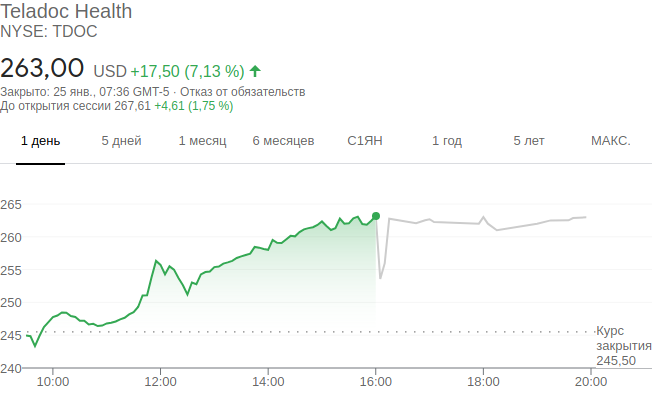 Teladoc Health
NYSE: TDOC
263,00 USD +17,50 (7,13 %)
Закрыто: 25 янв., 07:36 GMT-5 · Отказ от обязательств
До открытия сессии 267,61 +4,61 (1,75 %)
1 день 5 дней 1 месяц 6 месяцев С1ЯН 1 год 5 лет МАКС.
265
260
255
250
245
240
Курс
закрытия
245,50
10:00 12:00 14:00 16:00 18:00 20:00